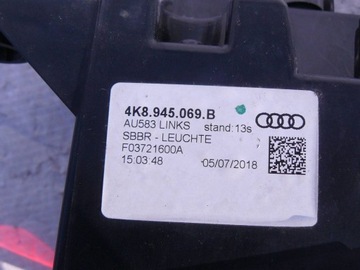 4K8.945.069.B
AU583 LINKS stand:13s
SBBR - LEUCHTE
F03721600A
15.03.48 05/07/2018